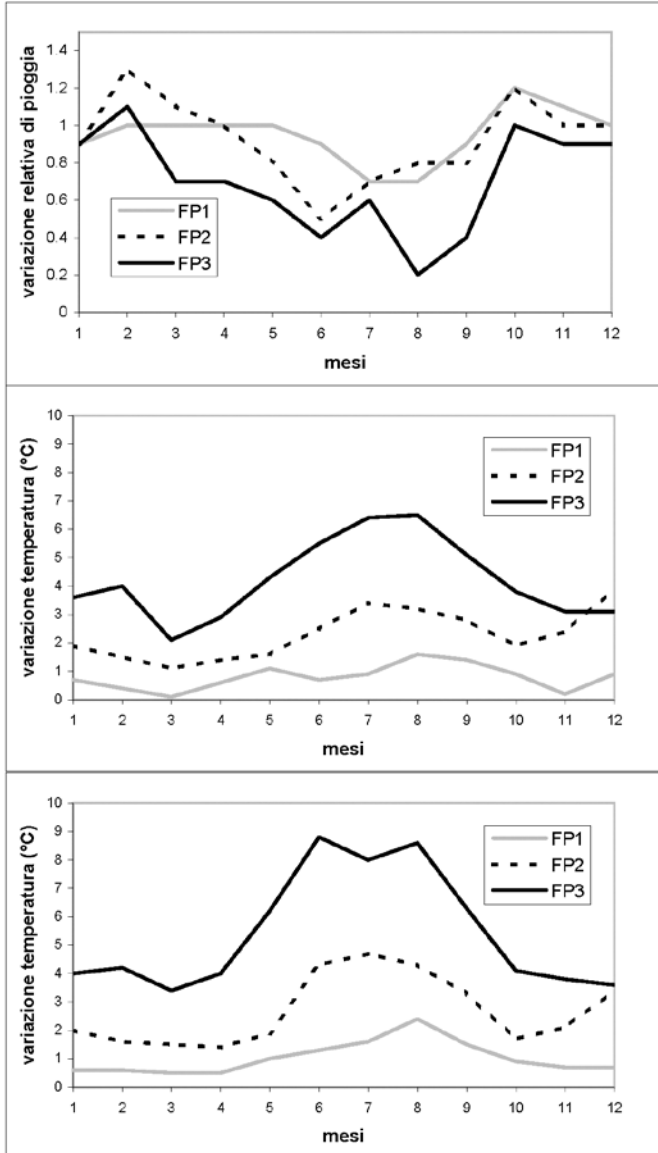 variazione relativa di pioggia
1.4
1.2
1
0.8
0.6
0.4
0.2
0
FP1
FP2
FP3
1 2 3 4 5 6 7 8 9 10 11 12
mesi
variazione temperatura (°C)
10
9
8
7
6
5
4
3
2
1
0
FP1
FP2
FP3
1 2 3 4 5 6 7 8 9 10 11 12
mesi
variazione temperatura (°C)
10
9
8
7
6
5
4
3
2
1
0
FP1
FP2
FP3
1 2 3 4 5 6 7 8 9 10 11 12
mesi